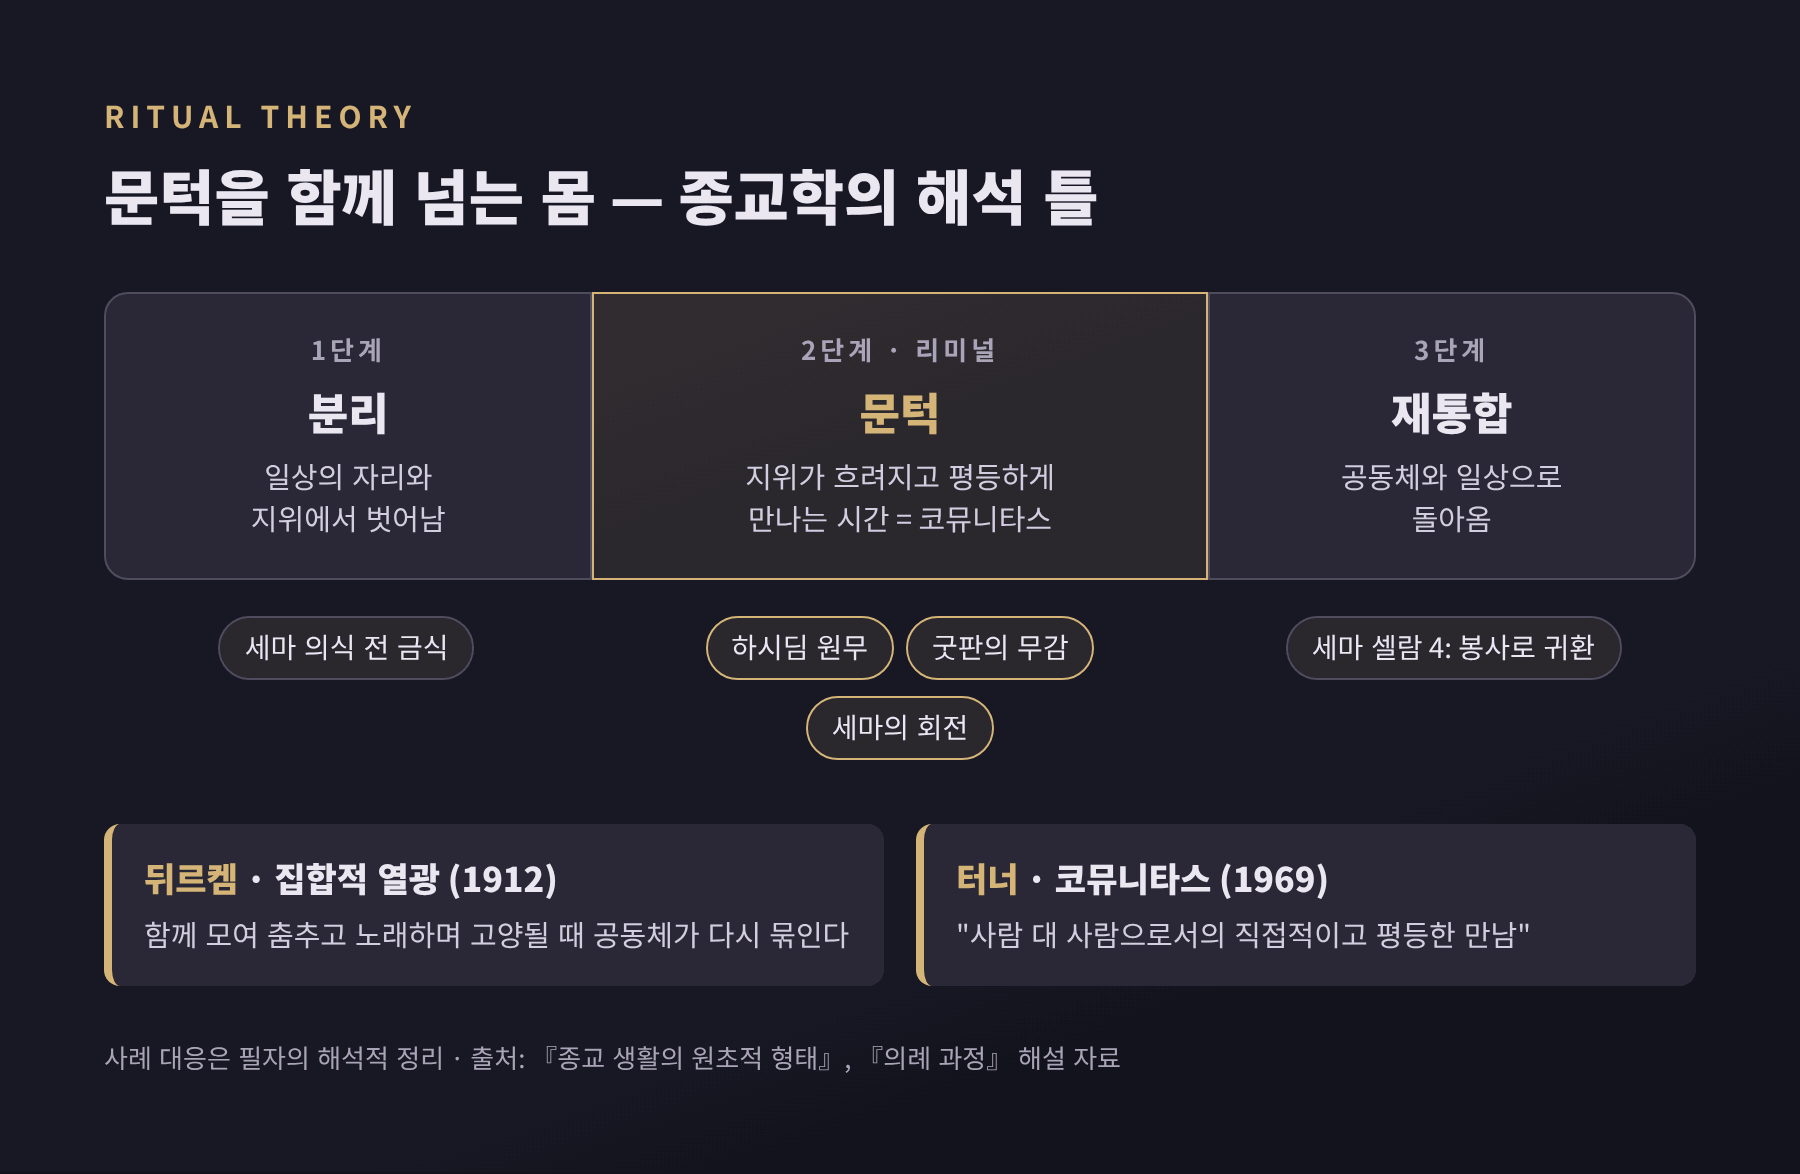 RITUAL THEORY
문턱을 함께 넘는 몸 — 종교학의 해석 틀
1단계
분리
일상의 자리와
지위에서 벗어남
2단계 · 리미널
문턱
지위가 흐려지고 평등하게
만나는 시간 = 코뮤니타스
3단계
재통합
공동체와 일상으로
돌아옴
세마 의식 전 금식
하시딤 원무
굿판의 무감
세마의 회전
세마 셀람 4: 봉사로 귀환
뒤르켐 · 집합적 열광 (1912)
함께 모여 춤추고 노래하며 고양될 때 공동체가 다시 묶인다
터너 · 코뮤니타스 (1969)
"사람 대 사람으로서의 직접적이고 평등한 만남"
사례 대응은 필자의 해석적 정리 · 출처: 『종교 생활의 원초적 형태』, 『의례 과정』 해설 자료